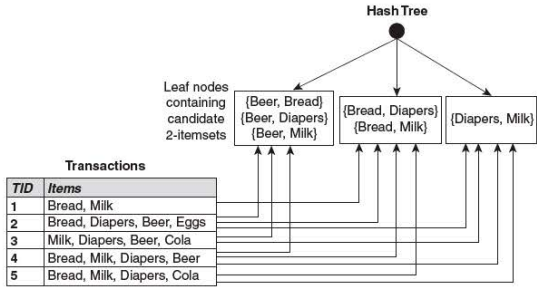 Hash Tree
Leaf nodes
containing
candidate
2-itemsets
{Beer, Bread}
{Beer, Diapers}
{Beer, Milk}
{Bread, Diapers}
{Bread, Milk}
{Diapers, Milk}
Transactions
TID Items
1 Bread, Milk
2 Bread, Diapers, Beer, Eggs
3 Milk, Diapers, Beer, Cola
4 Bread, Milk, Diapers, Beer
5 Bread, Milk, Diapers, Cola